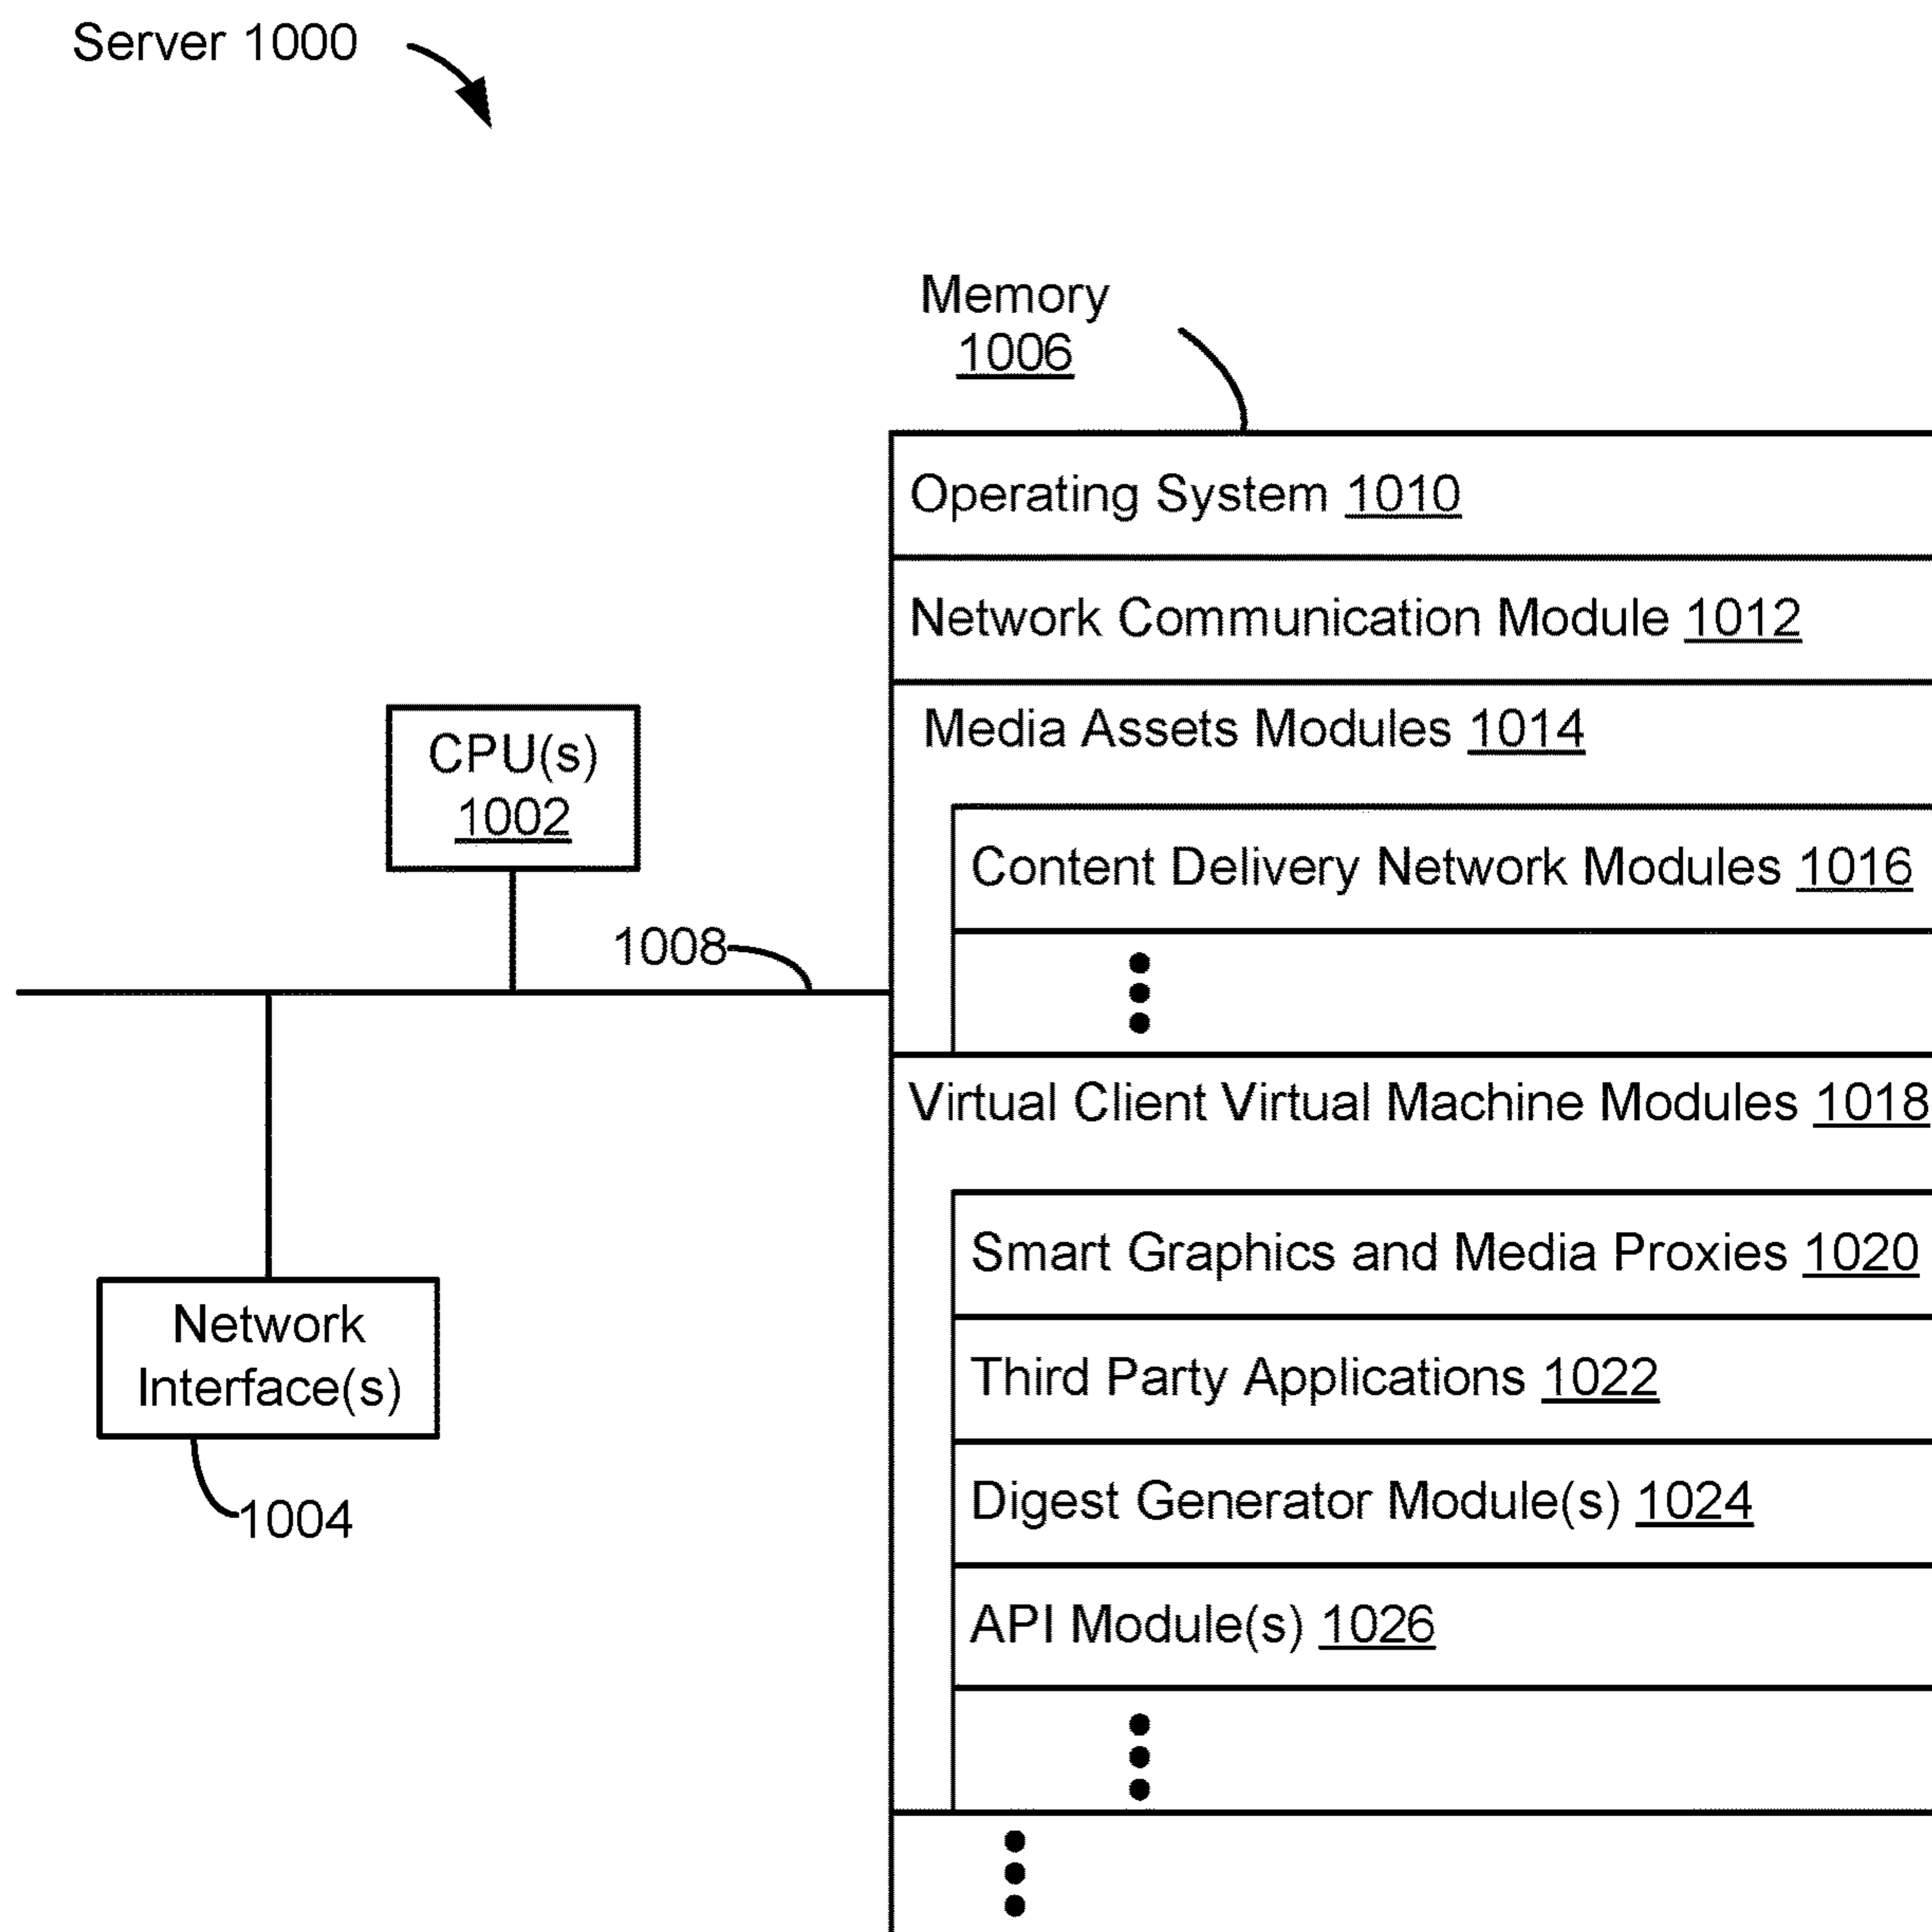 Server 1000
Memory
1006
Operating System 1010
Network Communication Module 1012
Media Assets Modules 1014
CPU(s)
1002
Content Delivery Network Modules 1016
1008
Virtual Client Virtual Machine Modules 1018
Smart Graphics and Media Proxies 1020
Network
Interface(s)
1004
Third Party Applications 1022
Digest Generator Module(s) 1024
API Module(s) 1026